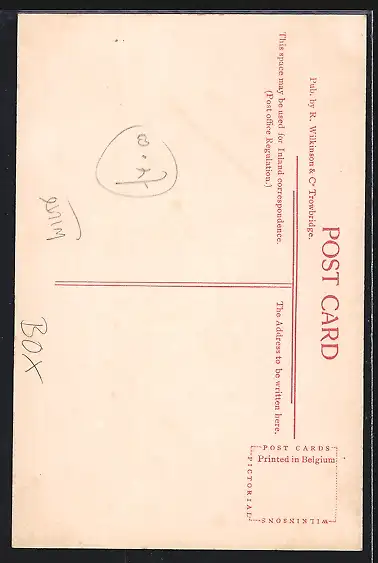 POST CARD
Pub. by R. Wilkinson & Co Trowbridge.
This space may be used for Inland correspondence.
(Post office Regulation.)
The Address to be written here.
POST CARDS
Printed in Belgium
WILKINSONS
PICTORIAL
BOX